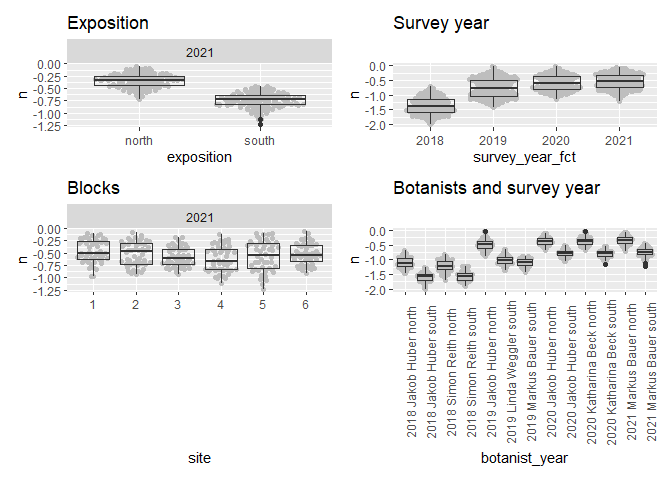 Exposition
2021
0.00
-0.25
-0.50
-0.75
-1.00
-1.25
n
north
south
exposition
Survey year
0.0
-0.5
-1.0
-1.5
-2.0
n
2018
2019
2020
2021
survey_year_fct
Blocks
2021
0.00
-0.25
-0.50
-0.75
-1.00
-1.25
n
1
2
3
4
5
6
site
Botanists and survey year
0.0
-0.5
-1.0
-1.5
-2.0
n
2018 Jakob Huber north
2018 Jakob Huber south
2018 Simon Reith north
2018 Simon Reith south
2019 Jakob Huber north
2019 Linda Weggler south
2019 Markus Bauer south
2020 Jakob Huber north
2020 Jakob Huber south
2020 Katharina Beck north
2020 Katharina Beck south
2021 Markus Bauer north
2021 Markus Bauer south
botanist_year